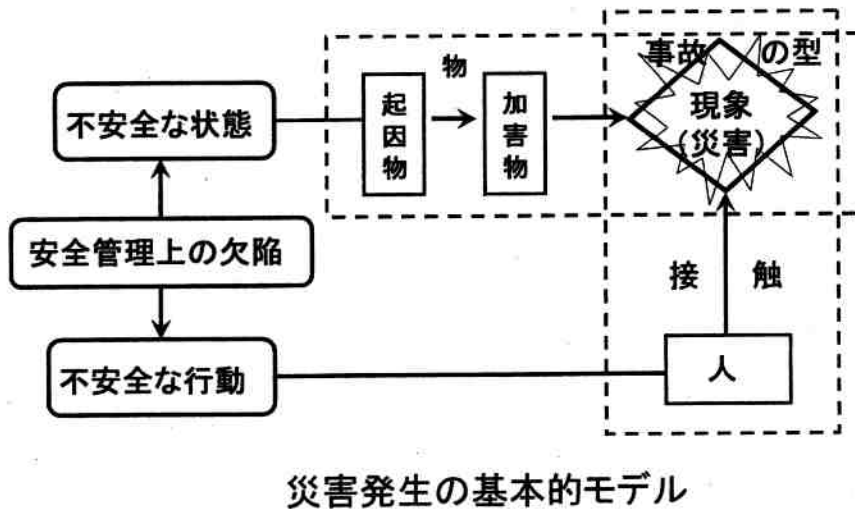 事故の型
物
不安全な状態
起因物
加害物
現象
(災害)
安全管理上の欠陥
接触
不安全な行動
人
災害発生の基本的モデル